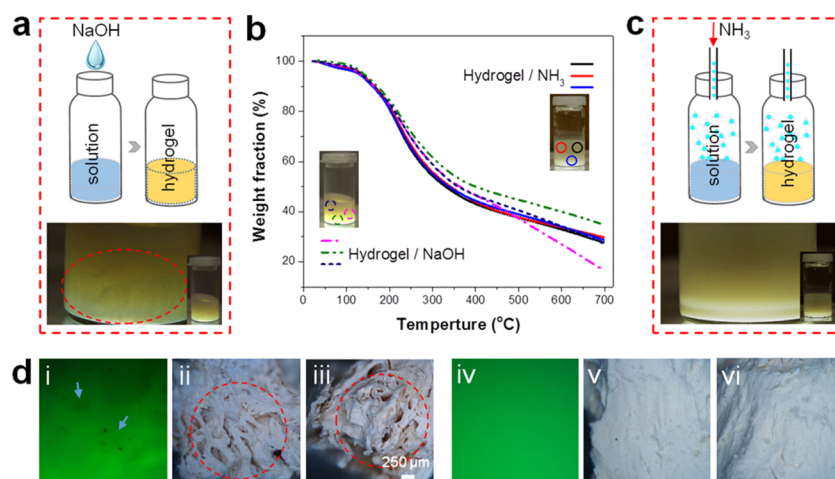 a
NaOH
solution
hydrogel
b
100
80
60
40
20
Weight fraction (%)
Hydrogel / NH3
Hydrogel / NaOH
0
100
200
300
400
500
600
700
Temperture (°C)
c
NH3
solution
hydrogel
d
i
ii
iii
250 μm
iv
v
vi